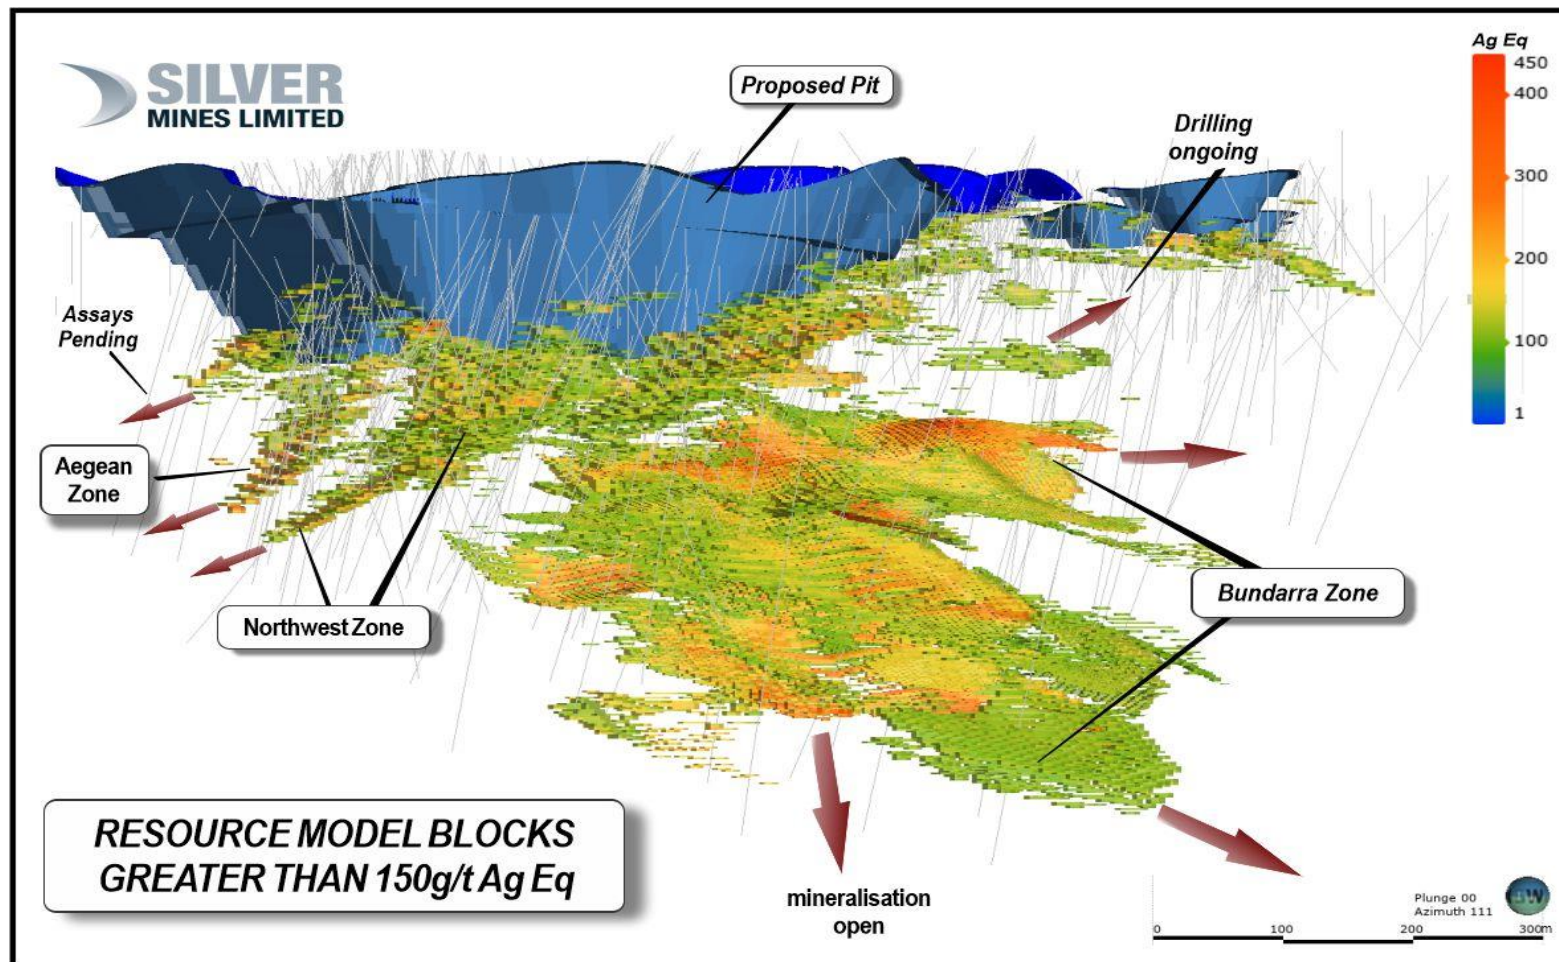 SILVER
MINES LIMITED
Proposed Pit
Drilling
ongoing
Ag Eq
450
400
300
200
100
1
Assays
Pending
Aegean
Zone
Northwest Zone
Bundarra Zone
RESOURCE MODEL BLOCKS
GREATER THAN 150g/t Ag Eq
mineralisation
open
Plunge 00
Azimuth 111
0 100 200 300m